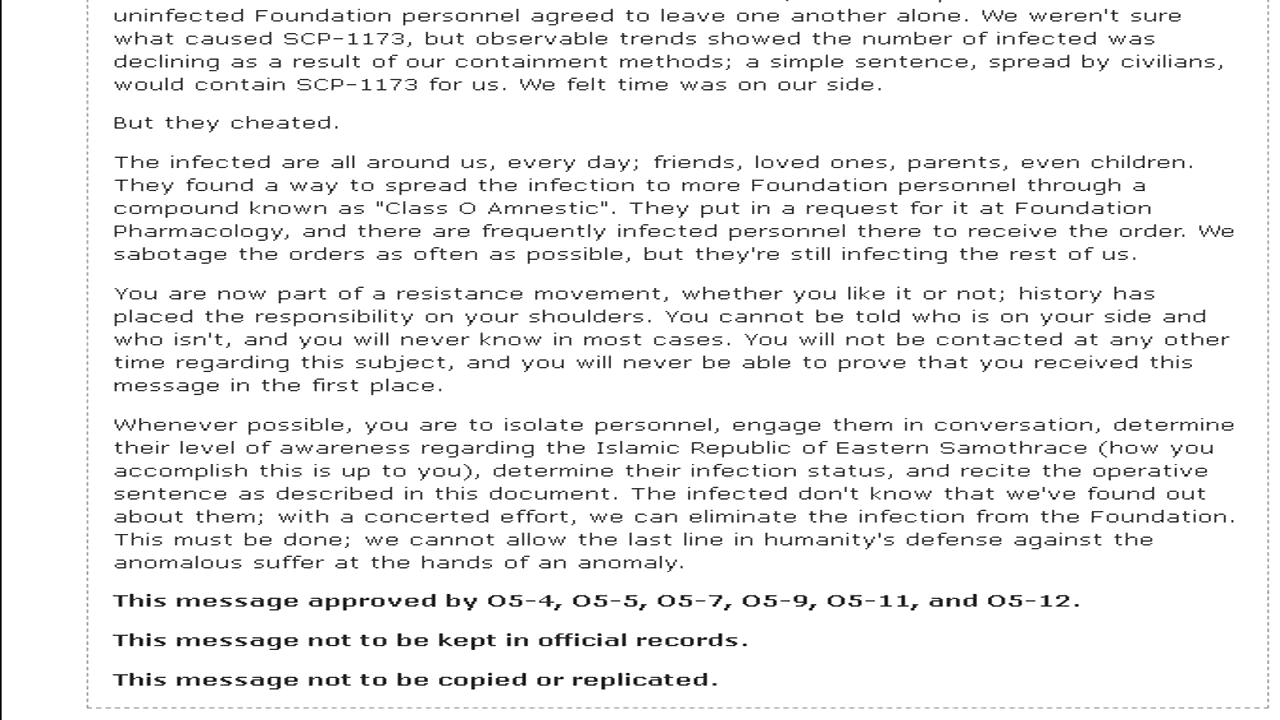 uninfected Foundation personnel agreed to leave one another alone. We weren't sure
what caused SCP-1173, but observable trends showed the number of infected was
declining as a result of our containment methods; a simple sentence, spread by civilians,
would contain SCP-1173 for us. We felt time was on our side.
But they cheated.
The infected are all around us, every day; friends, loved ones, parents, even children.
They found a way to spread the infection to more Foundation personnel through a
compound known as "Class O Amnestic". They put in a request for it at Foundation
Pharmacology, and there are frequently infected personnel there to receive the order. We
sabotage the orders as often as possible, but they're still infecting the rest of us.
You are now part of a resistance movement, whether you like it or not; history has
placed the responsibility on your shoulders. You cannot be told who is on your side and
who isn't, and you will never know in most cases. You will not be contacted at any other
time regarding this subject, and you will never be able to prove that you received this
message in the first place.
Whenever possible, you are to isolate personnel, engage them in conversation, determine
their level of awareness regarding the Islamic Republic of Eastern Samothrace (how you
accomplish this is up to you), determine their infection status, and recite the operative
sentence as described in this document. The infected don't know that we've found out
about them; with a concerted effort, we can eliminate the infection from the Foundation.
This must be done; we cannot allow the last line in humanity's defense against the
anomalous suffer at the hands of an anomaly.
This message approved by O5-4, O5-5, O5-7, O5-9, O5-11, and O5-12.
This message not to be kept in official records.
This message not to be copied or replicated.